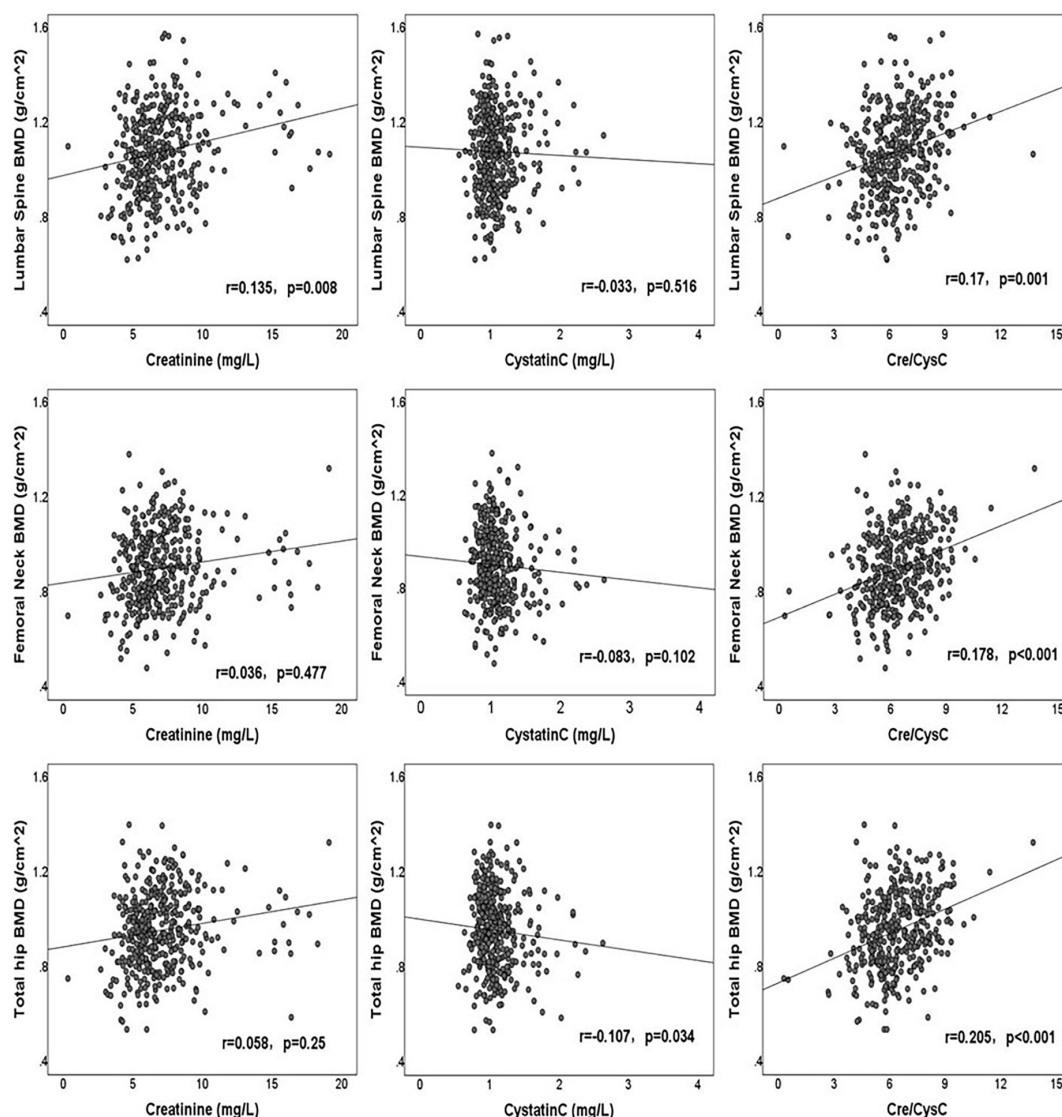 1.6
1.2
.8
.4
Lumbar Spine BMD (g/cm^2)
r=0.135, p=0.008
0 5 10 15 20
Creatinine (mg/L)
1.6
1.2
.8
.4
Lumbar Spine BMD (g/cm^2)
r=-0.033, p=0.516
0 1 2 3 4
CystatinC (mg/L)
1.6
1.2
.8
.4
Lumbar Spine BMD (g/cm^2)
r=0.17, p=0.001
0 3 6 9 12 15
Cre/CysC
1.6
1.2
.8
.4
Femoral Neck BMD (g/cm^2)
r=0.036, p=0.477
0 5 10 15 20
Creatinine (mg/L)
1.6
1.2
.8
.4
Femoral Neck BMD (g/cm^2)
r=-0.083, p=0.102
0 1 2 3 4
CystatinC (mg/L)
1.6
1.2
.8
.4
Femoral Neck BMD (g/cm^2)
r=0.178, p<0.001
0 3 6 9 12 15
Cre/CysC
1.6
1.2
.8
.4
Total hip BMD (g/cm^2)
r=0.058, p=0.25
0 5 10 15 20
Creatinine (mg/L)
1.6
1.2
.8
.4
Total hip BMD (g/cm^2)
r=-0.107, p=0.034
0 1 2 3 4
CystatinC (mg/L)
1.6
1.2
.8
.4
Total hip BMD (g/cm^2)
r=0.205, p<0.001
0 3 6 9 12 15
Cre/CysC